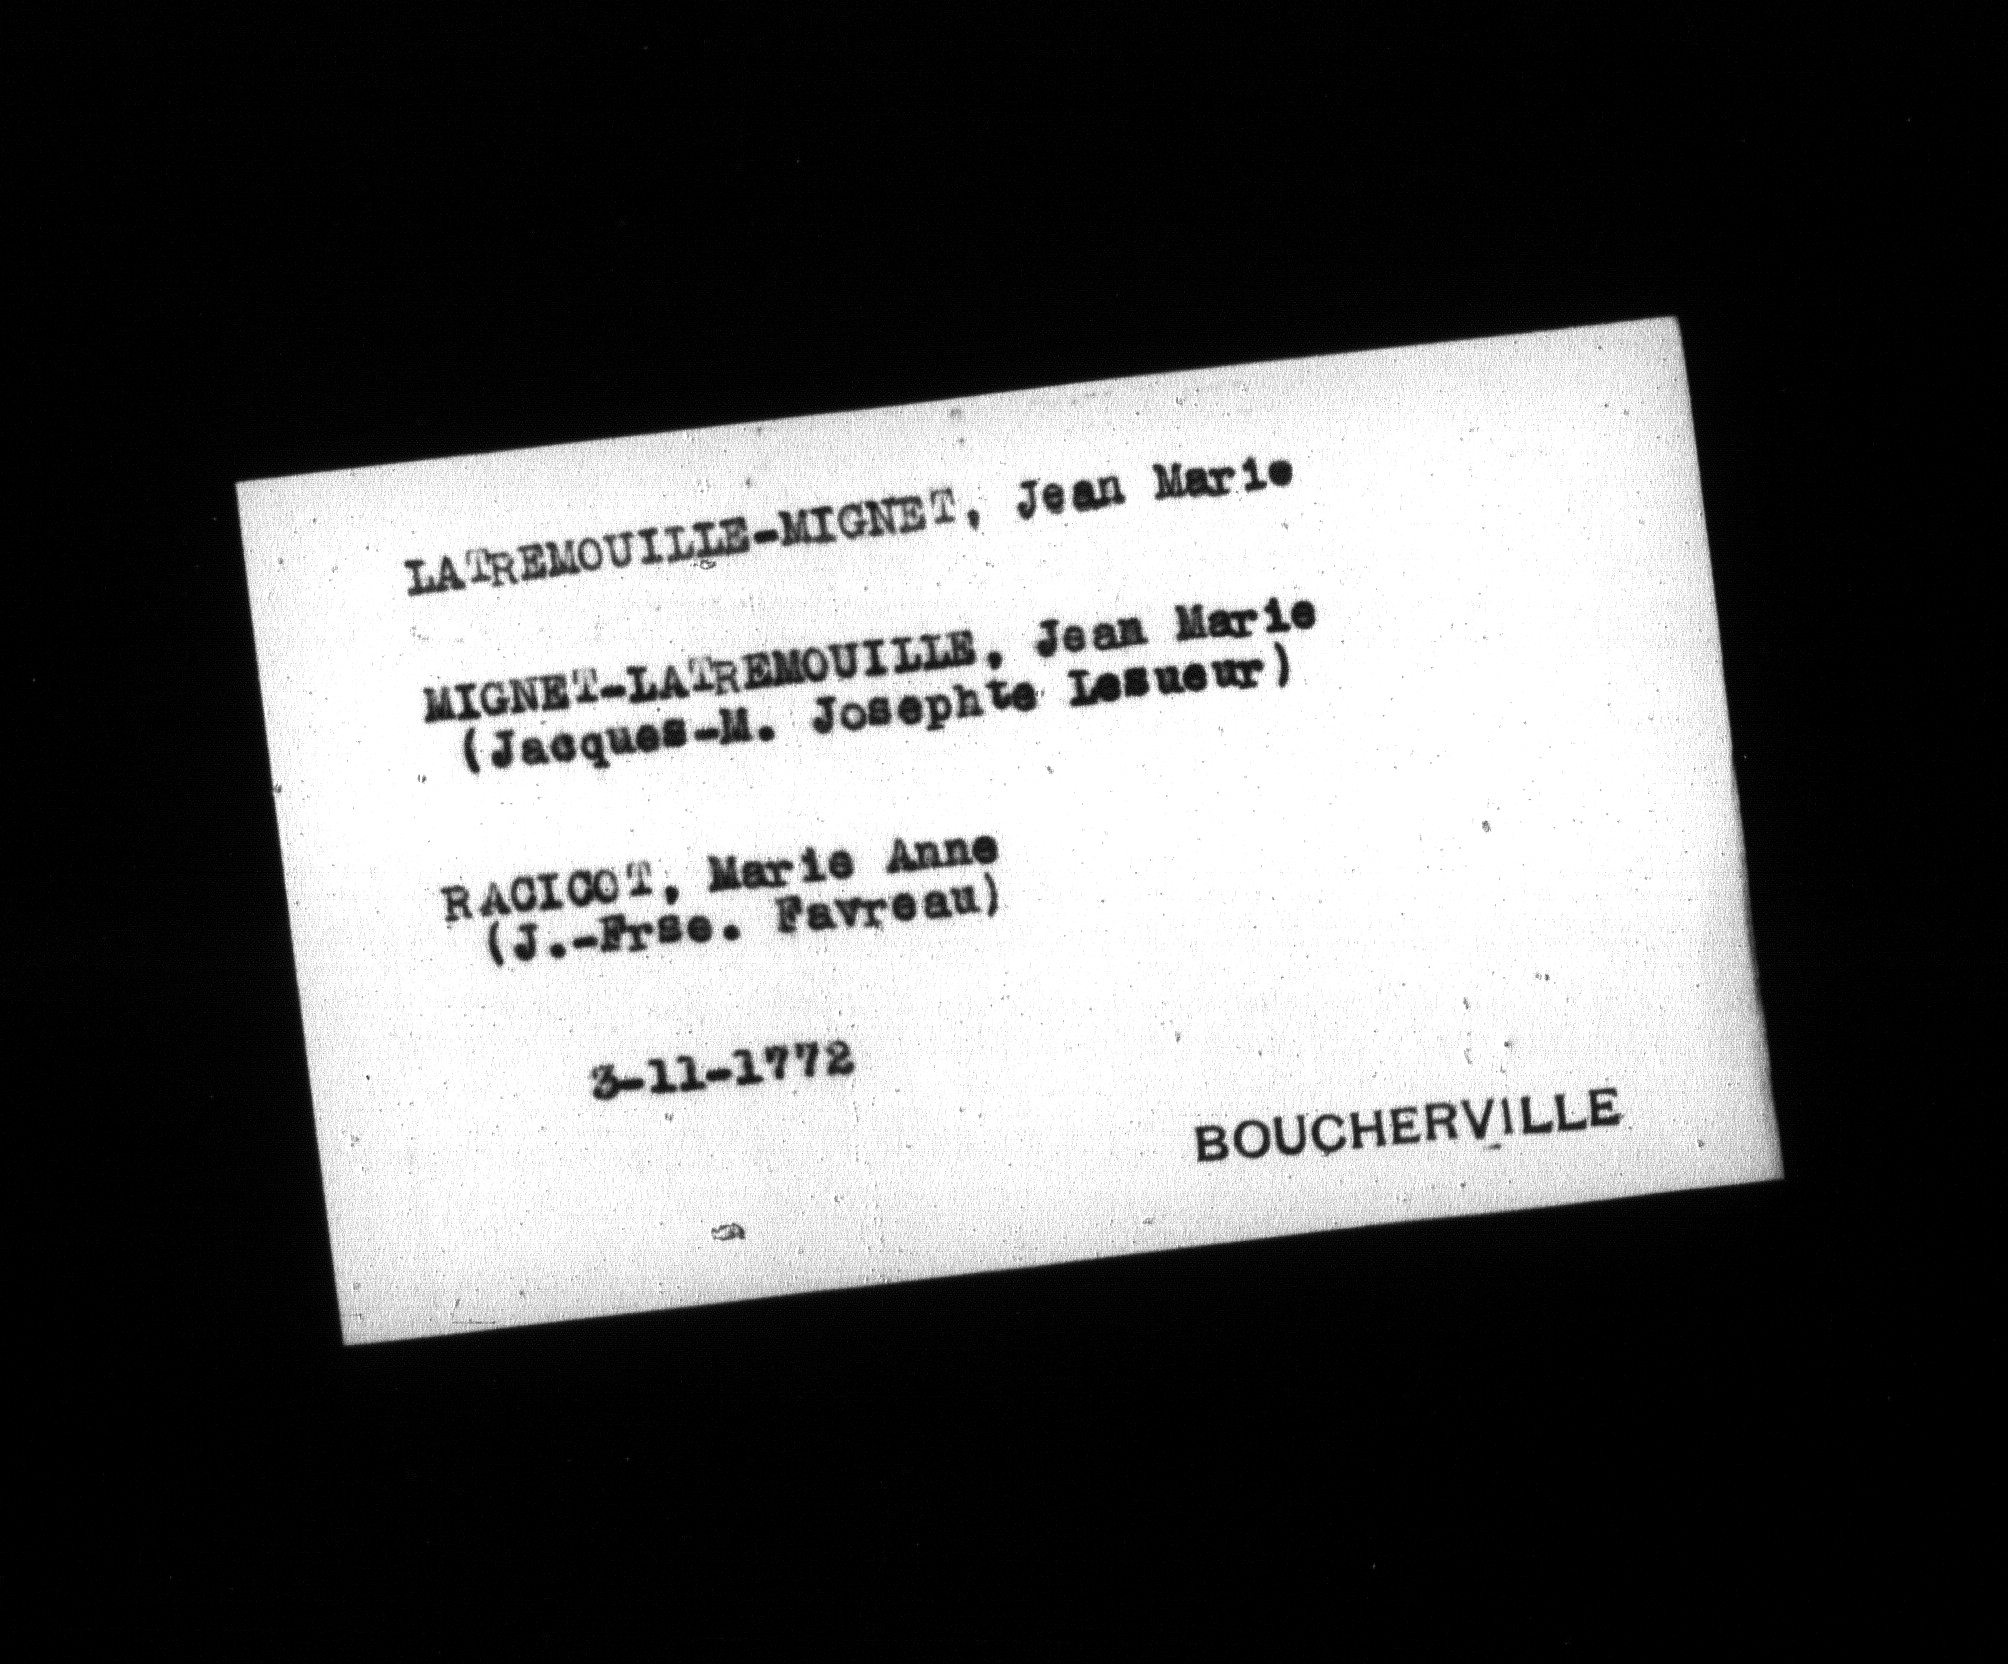 LATREMOUILLE-MIGNET, Jean Marie
MIGNET-LATREMOUILLE, Jean Marie
(Jacques-M. Josephte Lesueur)
RACICOT, Marie Anne
(J.-Frse. Favreau)
3-11-1772
BOUCHERVILLE